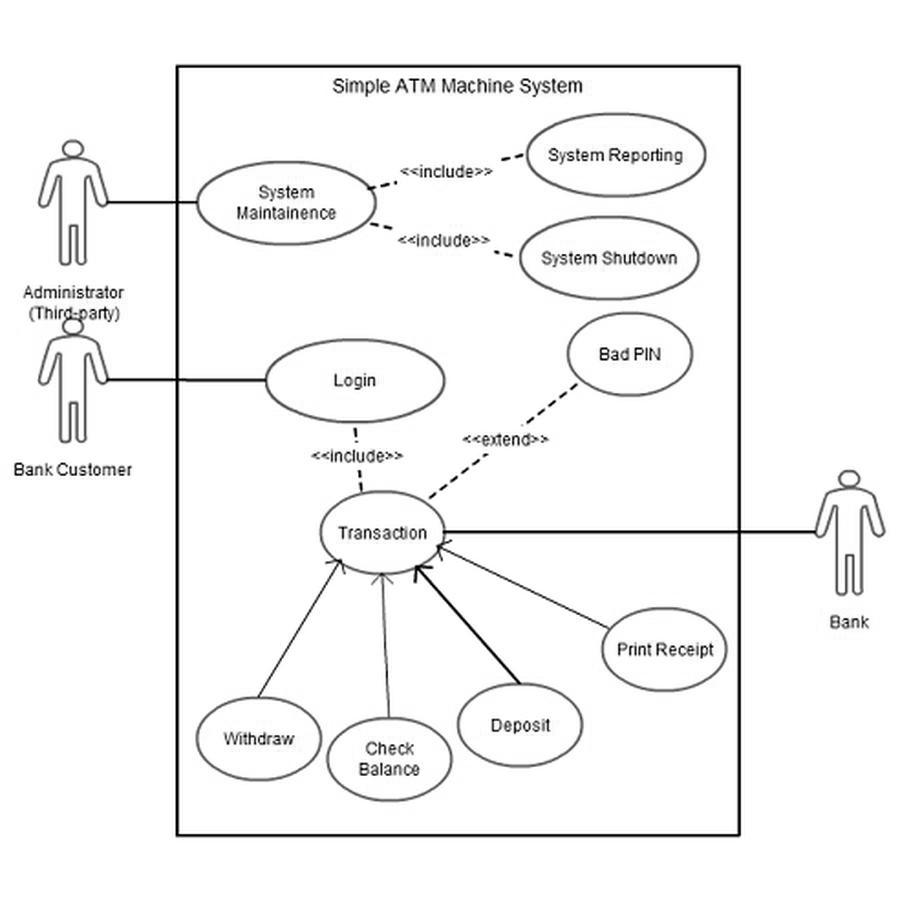 Simple ATM Machine System
System Reporting
<<include>>
System
Maintainence
<<include>>
System Shutdown
Administrator
(Third-party)
Bad PIN
Login
<<extend>>
<<include>>
Bank Customer
Transaction
Bank
Print Receipt
Withdraw
Deposit
Check
Balance